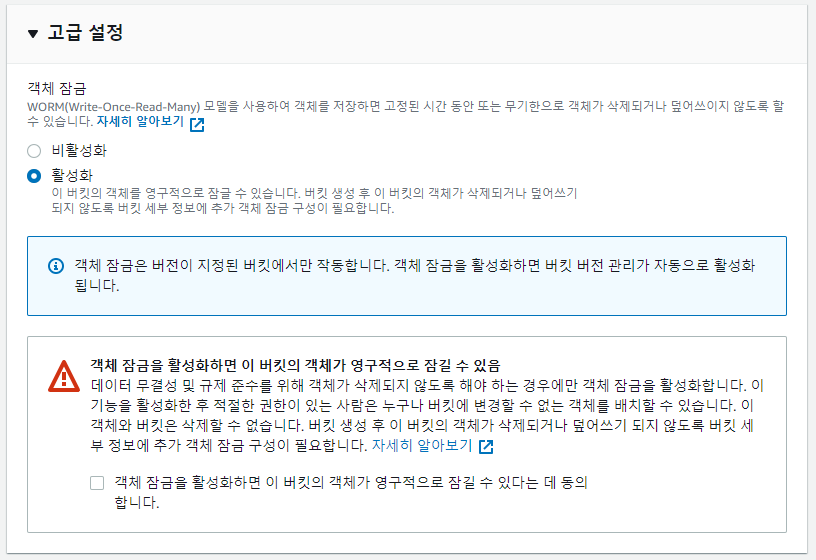 고급 설정
객체 잠금
WORM(Write-Once-Read-Many) 모델을 사용하여 객체를 저장하면 고정된 시간 동안 또는 무기한으로 객체가 삭제되거나 덮어쓰이지 않도록 할
수 있습니다. 자세히 알아보기
비활성화
활성화
이 버킷의 객체를 영구적으로 잠글 수 있습니다. 버킷 생성 후 이 버킷의 객체가 삭제되거나 덮어쓰기
되지 않도록 버킷 세부 정보에 추가 객체 잠금 구성이 필요합니다.
객체 잠금은 버전이 지정된 버킷에서만 작동합니다. 객체 잠금을 활성화하면 버킷 버전 관리가 자동으로 활성화
됩니다.
객체 잠금을 활성화하면 이 버킷의 객체가 영구적으로 잠길 수 있음
데이터 무결성 및 규제 준수를 위해 객체가 삭제되지 않도록 해야 하는 경우에만 객체 잠금을 활성화합니다. 이
기능을 활성화한 후 적절한 권한이 있는 사람은 누구나 버킷에 변경할 수 없는 객체를 배치할 수 있습니다. 이
객체와 버킷은 삭제할 수 없습니다. 버킷 생성 후 이 버킷의 객체가 삭제되거나 덮어쓰기 되지 않도록 버킷 세
부 정보에 추가 객체 잠금 구성이 필요합니다. 자세히 알아보기
객체 잠금을 활성화하면 이 버킷의 객체가 영구적으로 잠길 수 있다는 데 동의
합니다.